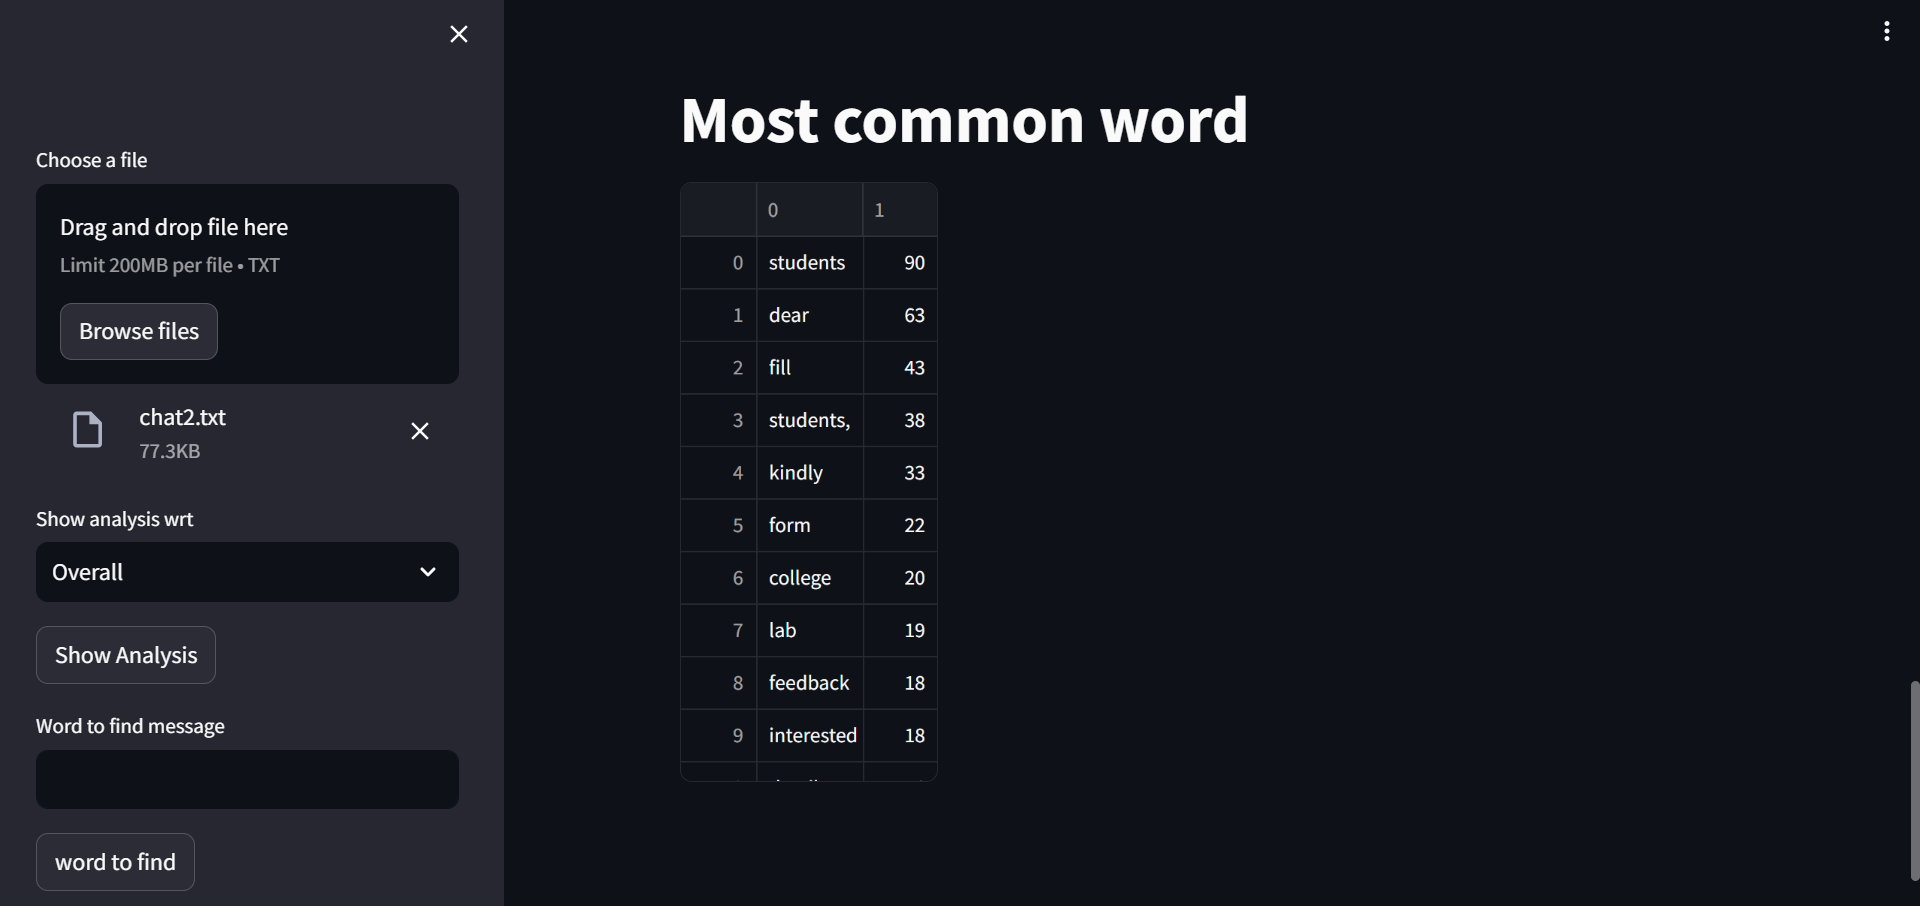 Choose a file
Drag and drop file here
Limit 200MB per file • TXT
Browse files
chat2.txt
77.3KB
Show analysis wrt
Overall
Show Analysis
Word to find message
word to find
Most common word
0 1
0 students 90
1 dear 63
2 fill 43
3 students, 38
4 kindly 33
5 form 22
6 college 20
7 lab 19
8 feedback 18
9 interested 18